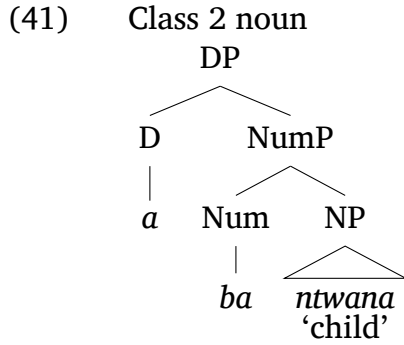 (41) Class 2 noun
DP
D NumP
a Num NP
ba ntwana
‘child’